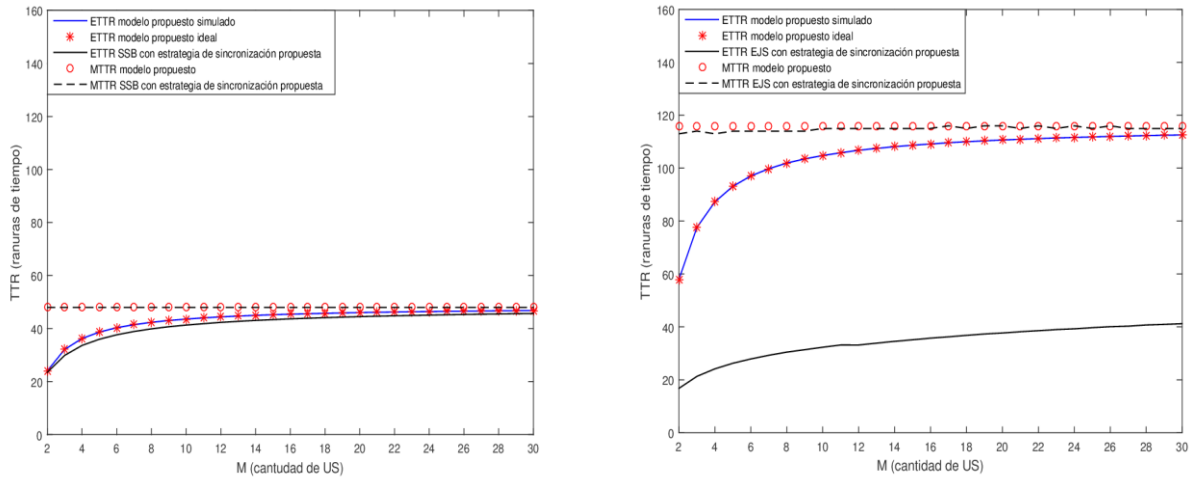 ETTR modelo propuesto simulado
ETTR modelo propuesto ideal
ETTR SSB con estrategia de sincronización propuesta
MTTR modelo propuesto
MTTR SSB con estrategia de sincronización propuesta
TTR (ranuras de tiempo)
160
140
120
100
80
60
40
20
0
2 4 6 8 10 12 14 16 18 20 22 24 26 28 30
M (cantudad de US)
ETTR modelo propuesto simulado
ETTR modelo propuesto ideal
ETTR EJS con estrategia de sincronización propuesta
MTTR modelo propuesto
MTTR EJS con estrategia de sincronización propuesta
TTR (ranuras de tiempo)
160
140
120
100
80
60
40
20
0
2 4 6 8 10 12 14 16 18 20 22 24 26 28 30
M (cantidad de US)